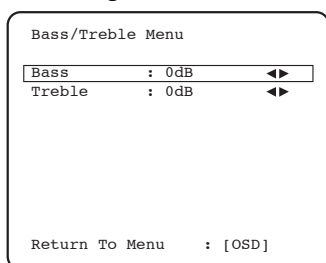 Bass/Treble Menu
Bass : 0dB ◀▶
Treble : 0dB ◀▶
Return To Menu : [OSD]